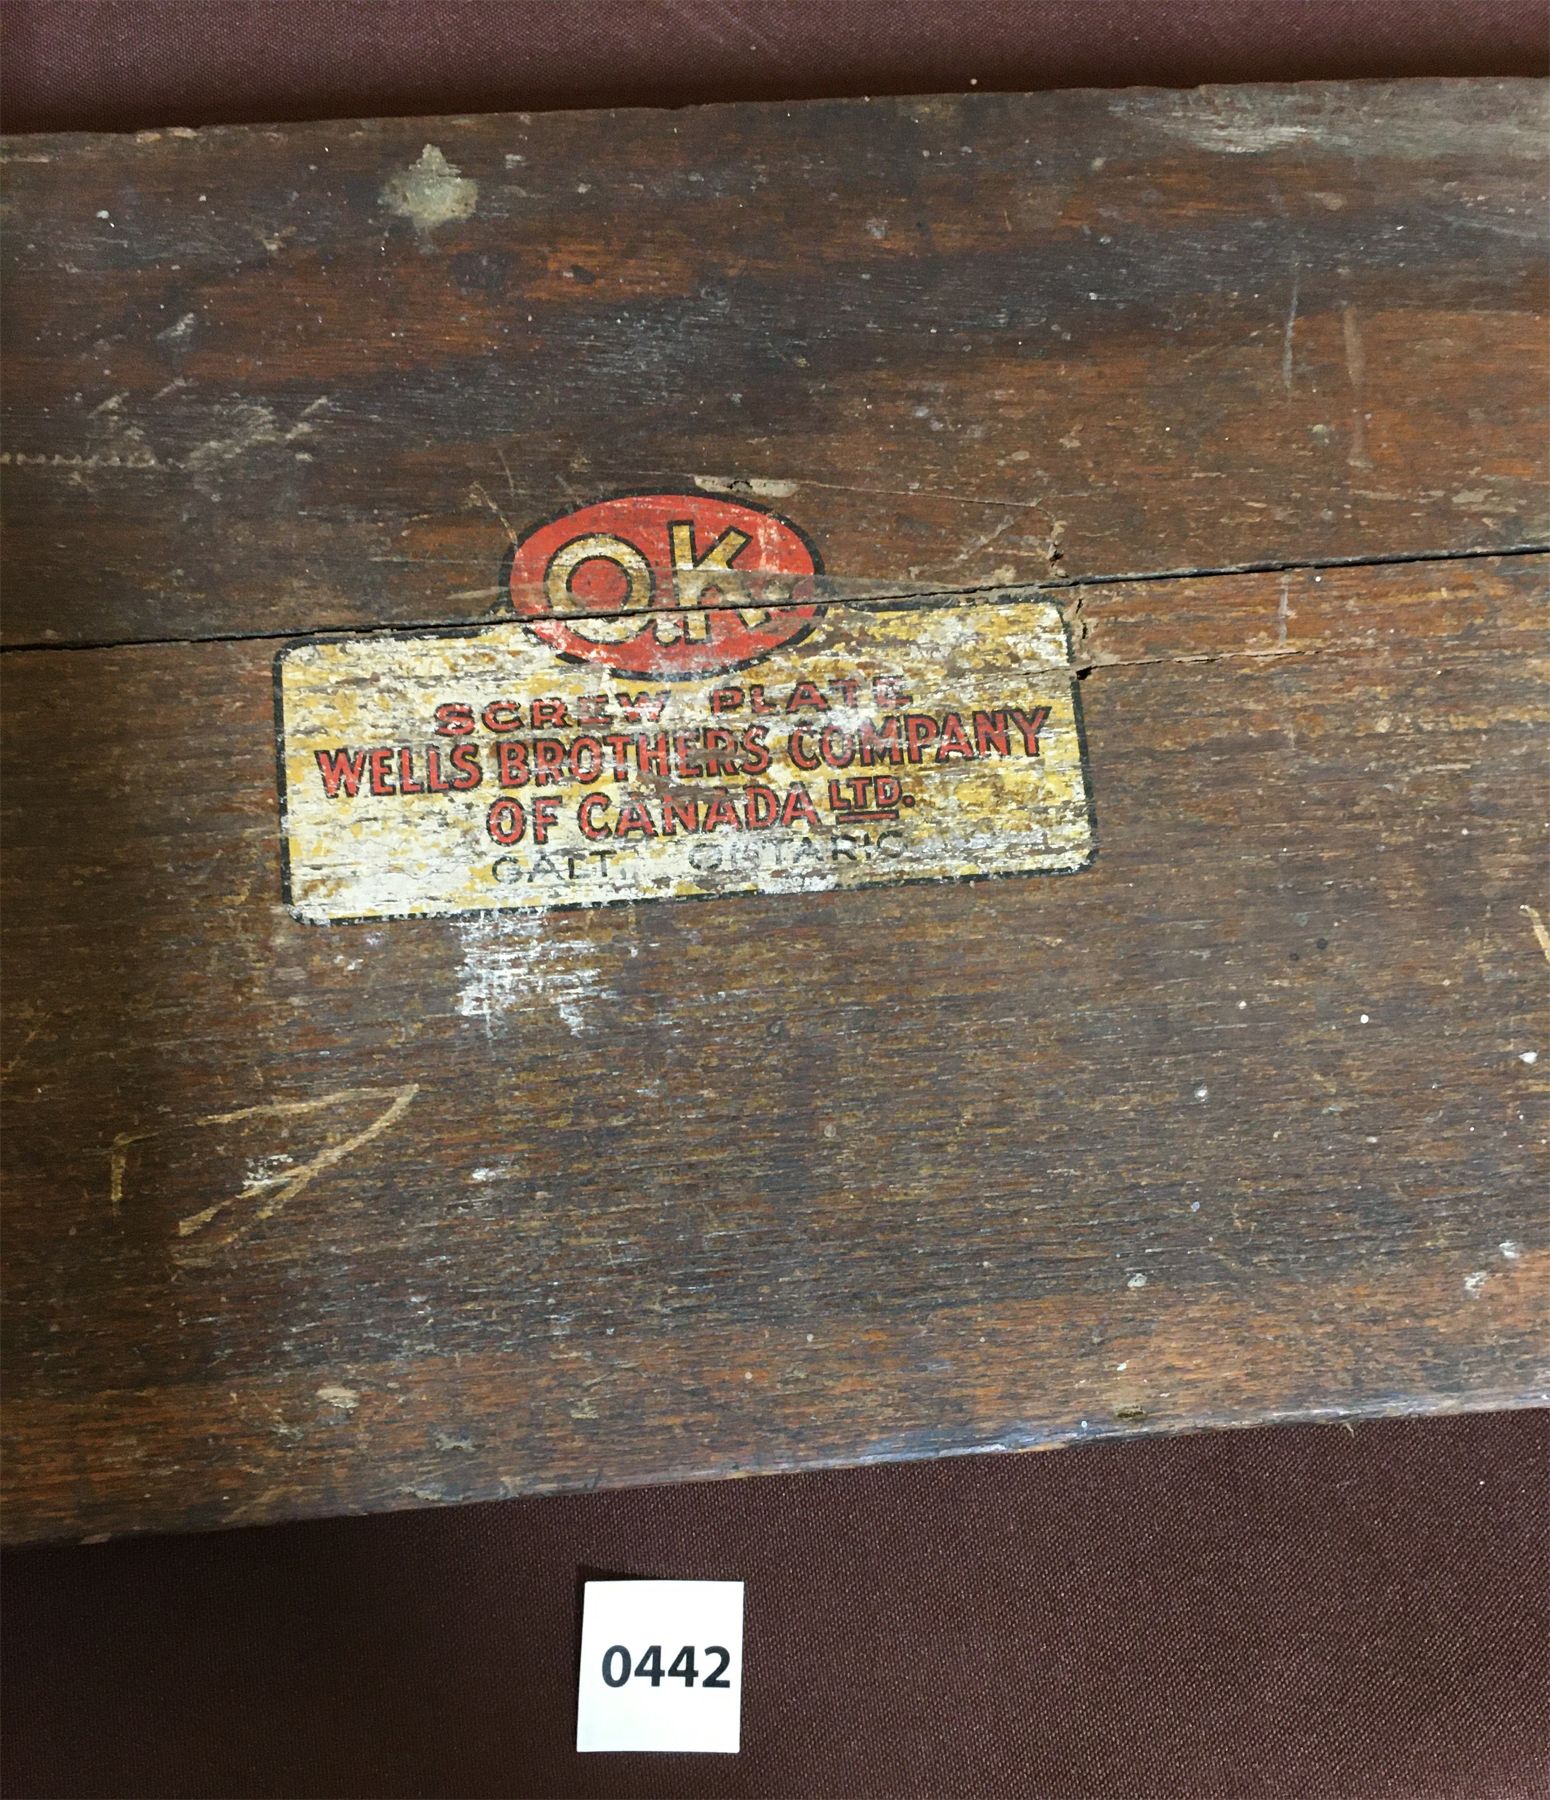 O.K.
SCREW PLATE
WELLS BROTHERS COMPANY
OF CANADA LTD.
GALT, ONTARIO
0442